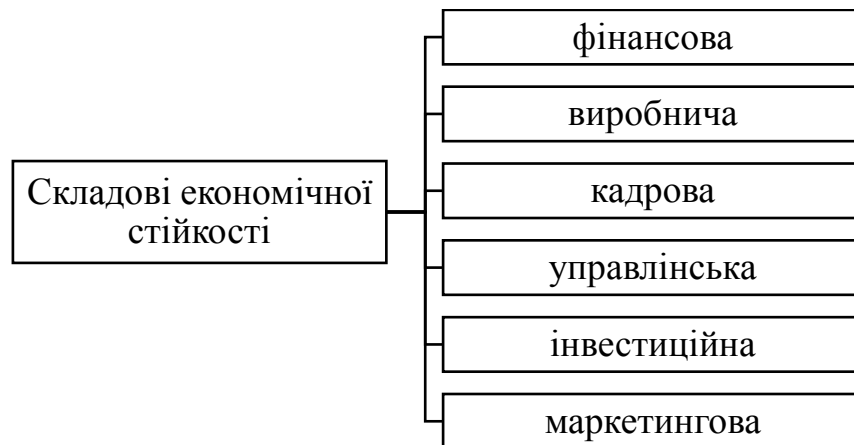 Складові економічної
стійкості
фінансова
виробнича
кадрова
управлінська
інвестиційна
маркетингова